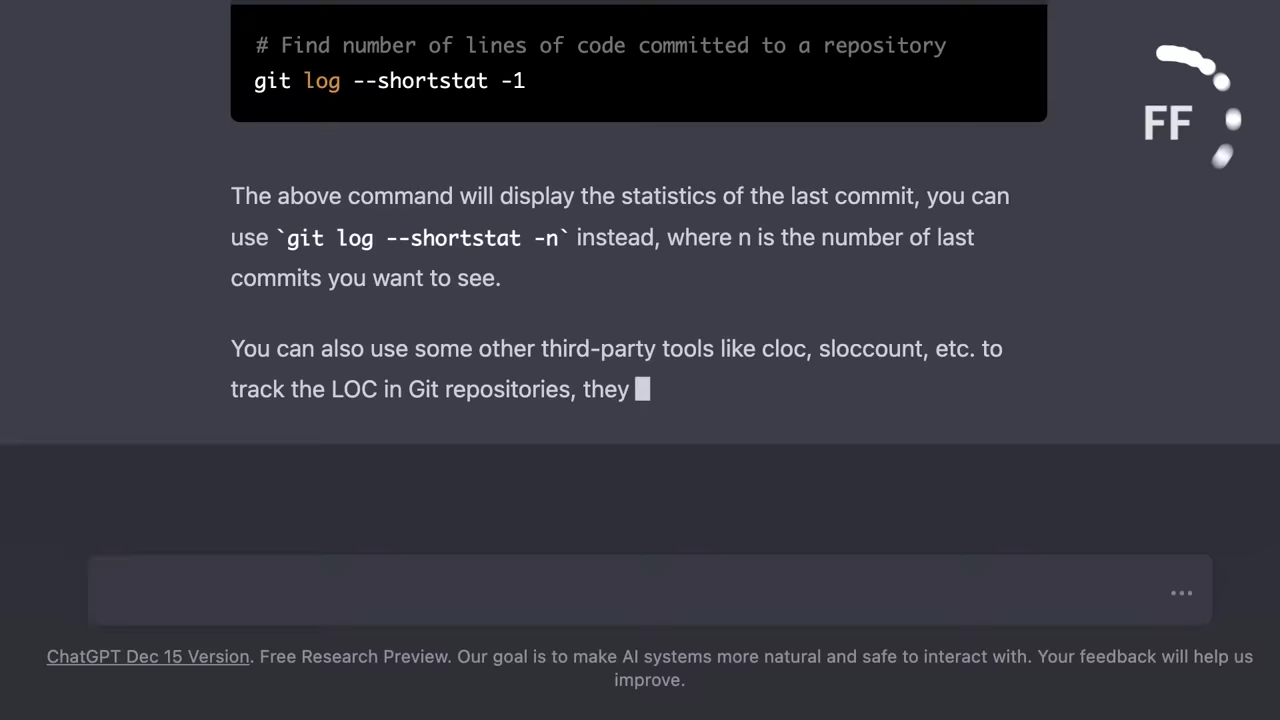 # Find number of lines of code committed to a repository
git log --shortstat -1
FF
The above command will display the statistics of the last commit, you can
use `git log --shortstat -n` instead, where n is the number of last
commits you want to see.
You can also use some other third-party tools like cloc, sloccount, etc. to
track the LOC in Git repositories, they
ChatGPT Dec 15 Version. Free Research Preview. Our goal is to make AI systems more natural and safe to interact with. Your feedback will help us
improve.